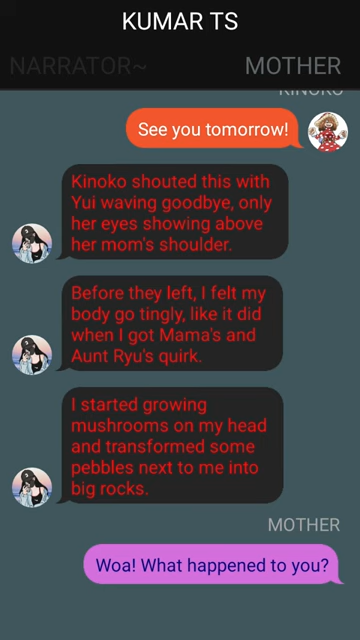 KUMAR TS
NARRATOR~
MOTHER
KINOKO
See you tomorrow!
Kinoko shouted this with
Yui waving goodbye, only
her eyes showing above
her mom's shoulder.
Before they left, I felt my
body go tingly, like it did
when I got Mama's and
Aunt Ryu's quirk.
I started growing
mushrooms on my head
and transformed some
pebbles next to me into
big rocks.
MOTHER
Woa! What happened to you?